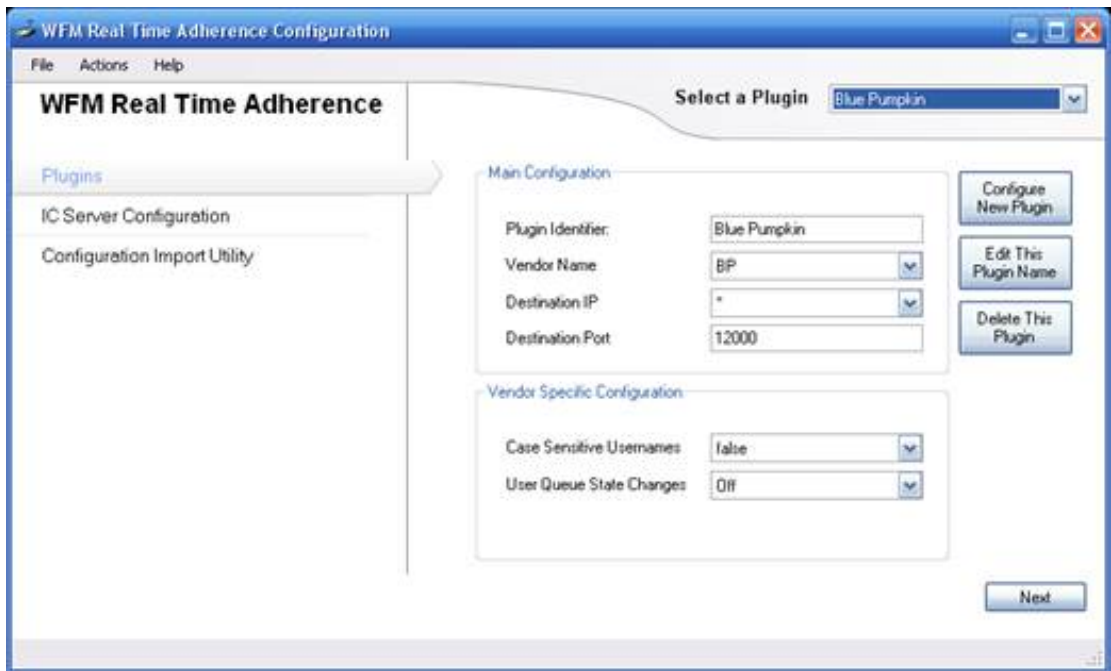 WFM Real Time Adherence Configuration
File Actions Help
WFM Real Time Adherence
Select a Plugin Blue Pumpkin
Plugins
IC Server Configuration
Configuration Import Utility
Main Configuration
Plugin Identifier: Blue Pumpkin
Vendor Name BP
Destination IP *
Destination Port 12000
Configure
New Plugin
Edit This
Plugin Name
Delete This
Plugin
Vendor Specific Configuration
Case Sensitive Usernames false
User Queue State Changes Off
Next